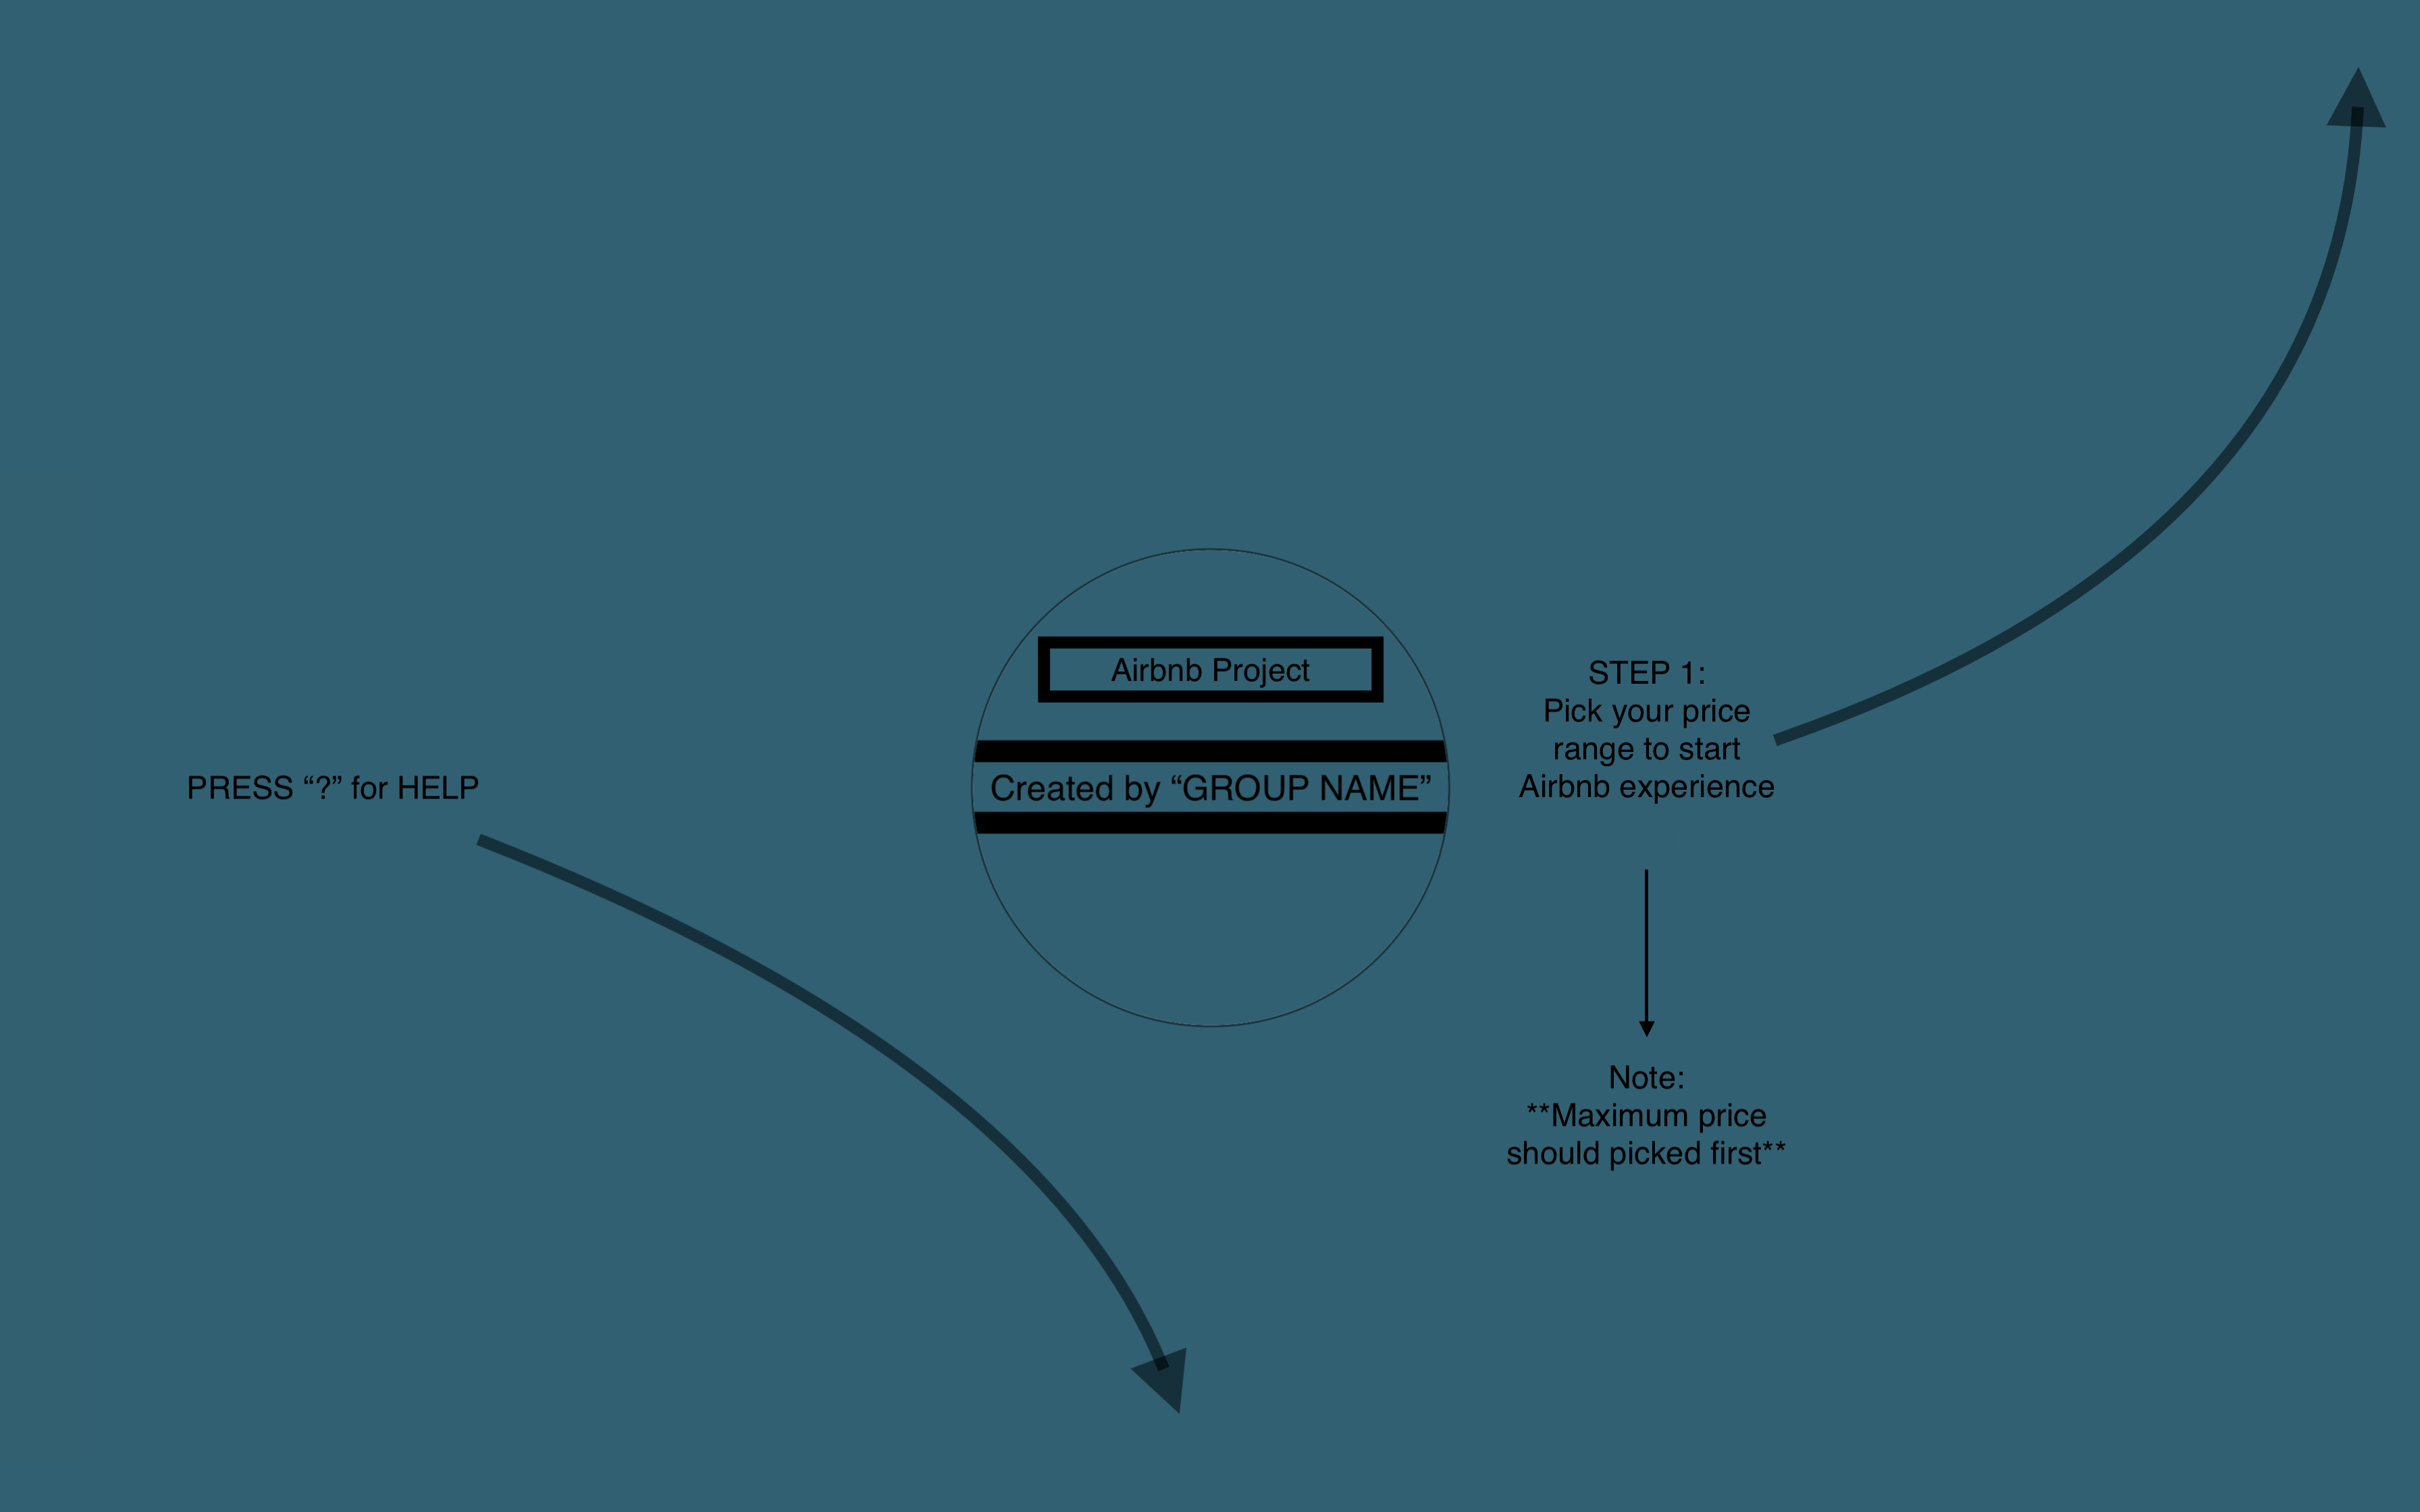 PRESS “?” for HELP
Airbnb Project
Created by “GROUP NAME”
STEP 1:
Pick your price
range to start
Airbnb experience
Note:
**Maximum price
should picked first**